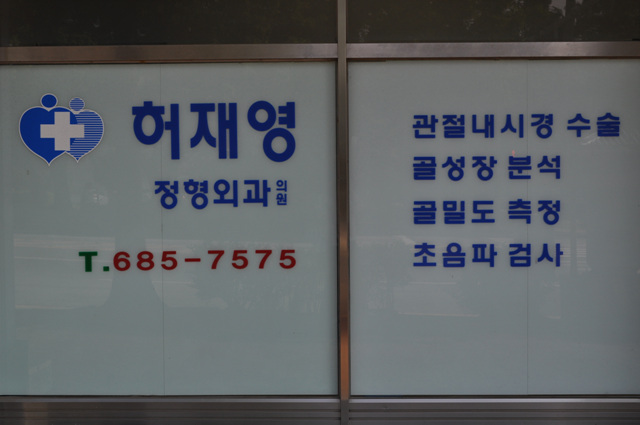 허재영
정형외과의원
T.685-7575
관절내시경 수술
골성장 분석
골밀도 측정
초음파 검사